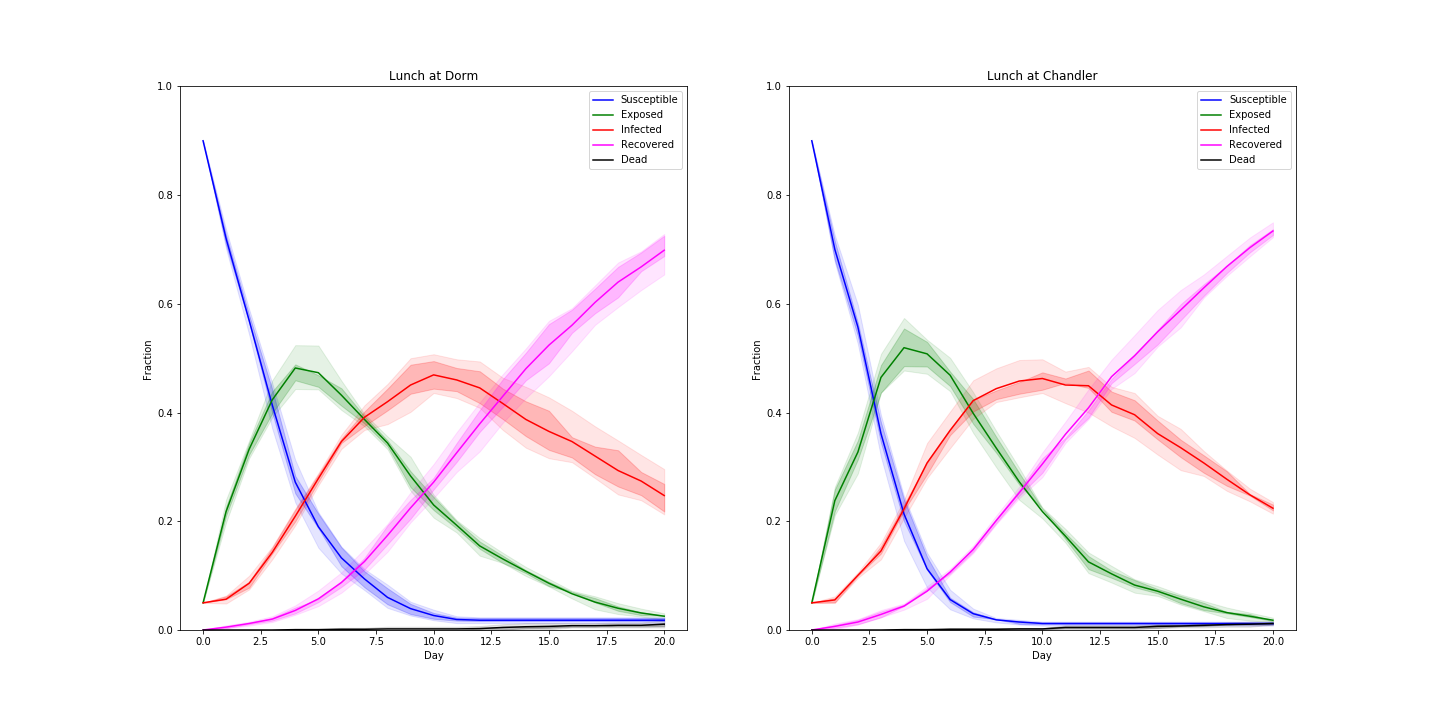 Lunch at Dorm
1.0
0.8
0.6
0.4
0.2
0.0
Fraction
Susceptible
Exposed
Infected
Recovered
Dead
0.0 2.5 5.0 7.5 10.0 12.5 15.0 17.5 20.0
Day
Lunch at Chandler
1.0
0.8
0.6
0.4
0.2
0.0
Fraction
Susceptible
Exposed
Infected
Recovered
Dead
0.0 2.5 5.0 7.5 10.0 12.5 15.0 17.5 20.0
Day